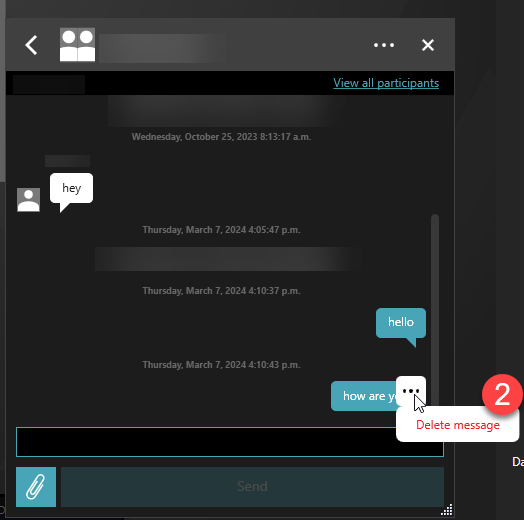 View all participants
Wednesday, October 25, 2023 8:13:17 a.m.
hey
Thursday, March 7, 2024 4:05:47 p.m.
Thursday, March 7, 2024 4:10:37 p.m.
hello
Thursday, March 7, 2024 4:10:43 p.m.
how are
2
Delete message
Send